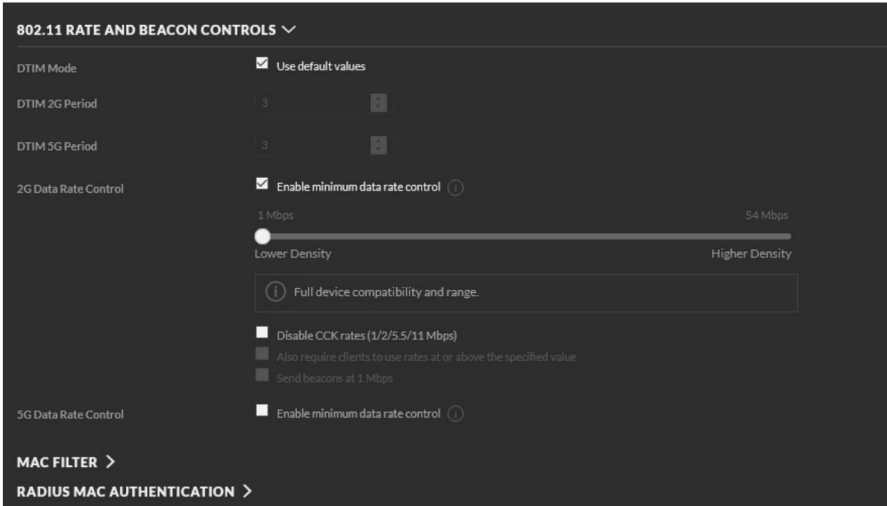 802.11 RATE AND BEACON CONTROLS
DTIM Mode
Use default values
DTIM 2G Period
3
DTIM 5G Period
3
2G Data Rate Control
Enable minimum data rate control
1 Mbps 54 Mbps
Lower Density Higher Density
Full device compatibility and range.
Disable CCK rates (1/2/5.5/11 Mbps)
Also require clients to use rates at or above the specified value
Send beacons at 1 Mbps
5G Data Rate Control
Enable minimum data rate control
MAC FILTER
RADIUS MAC AUTHENTICATION